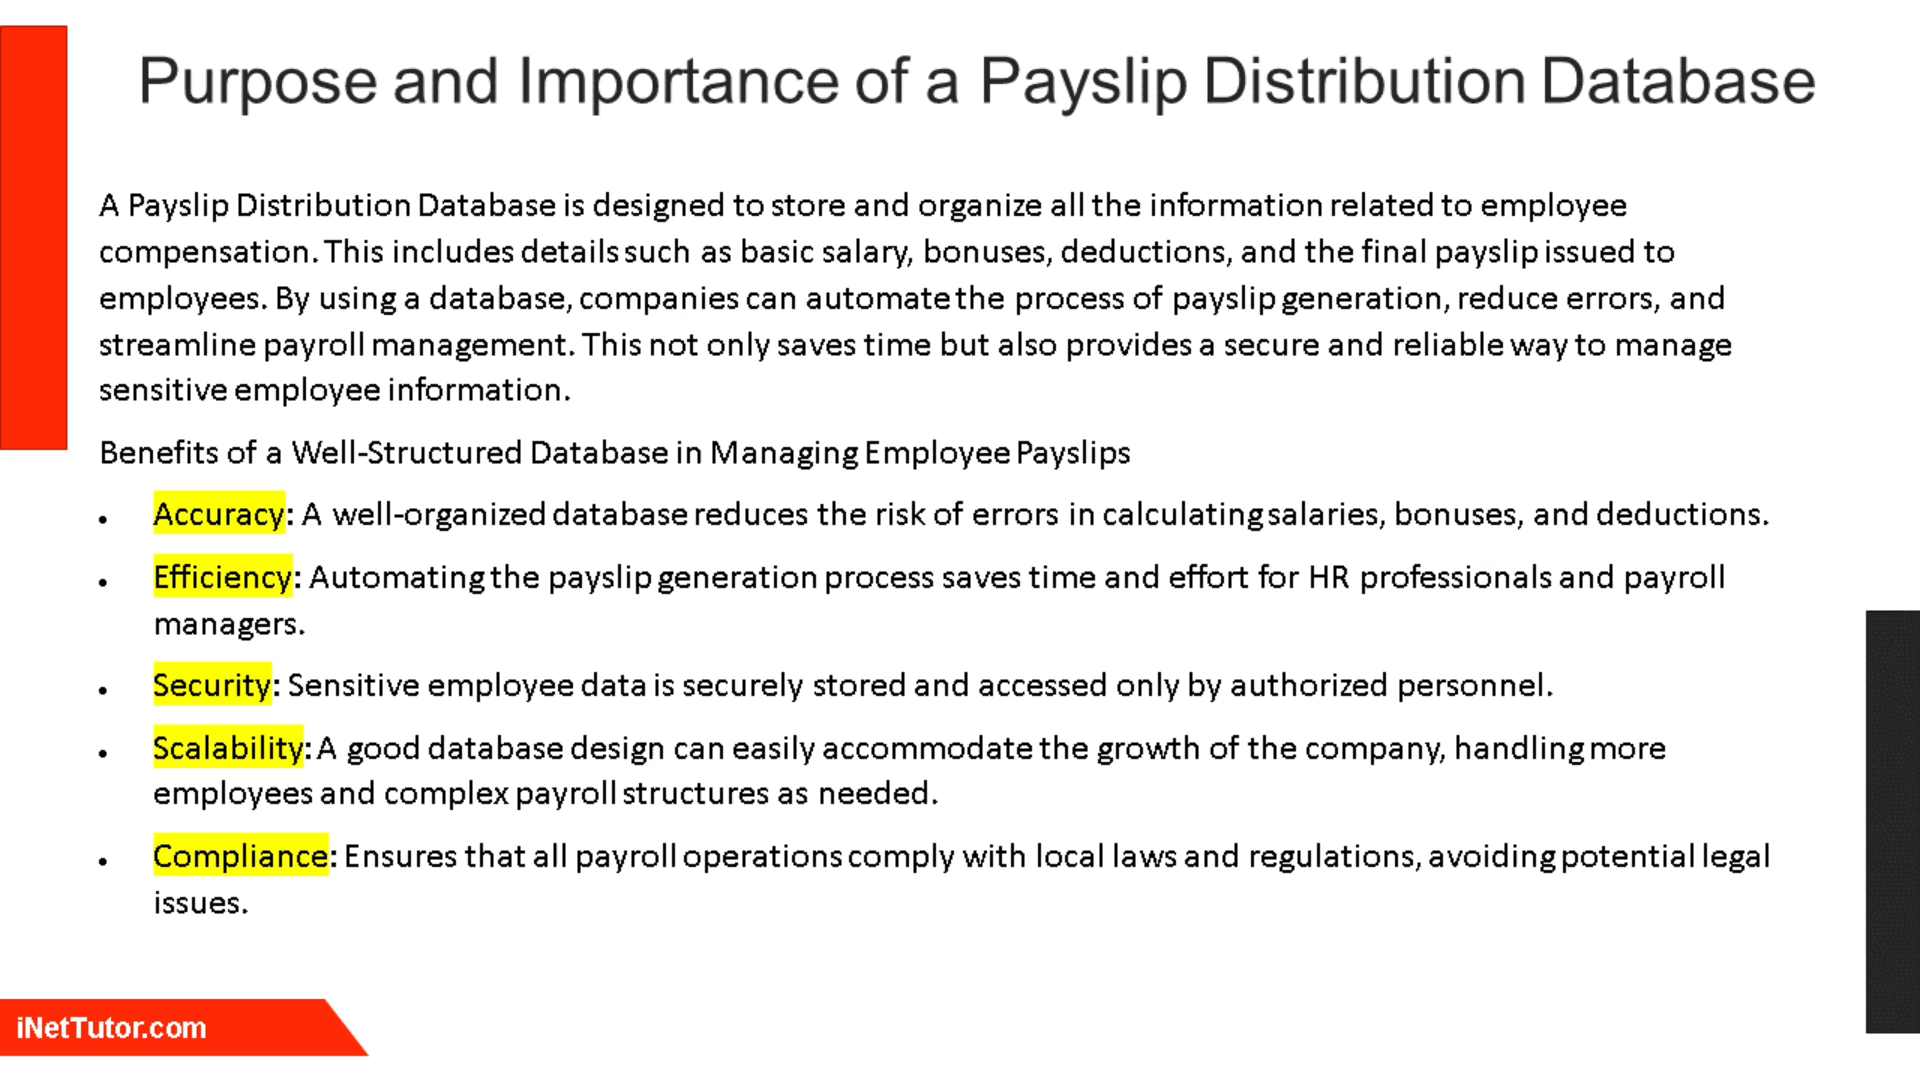 Purpose and Importance of a Payslip Distribution Database
A Payslip Distribution Database is designed to store and organize all the information related to employee
compensation. This includes details such as basic salary, bonuses, deductions, and the final payslip issued to
employees. By using a database, companies can automate the process of payslip generation, reduce errors, and
streamline payroll management. This not only saves time but also provides a secure and reliable way to manage
sensitive employee information.
Benefits of a Well-Structured Database in Managing Employee Payslips
• Accuracy: A well-organized database reduces the risk of errors in calculating salaries, bonuses, and deductions.
• Efficiency: Automating the payslip generation process saves time and effort for HR professionals and payroll
managers.
• Security: Sensitive employee data is securely stored and accessed only by authorized personnel.
• Scalability: A good database design can easily accommodate the growth of the company, handling more
employees and complex payroll structures as needed.
• Compliance: Ensures that all payroll operations comply with local laws and regulations, avoiding potential legal
issues.
iNetTutor.com